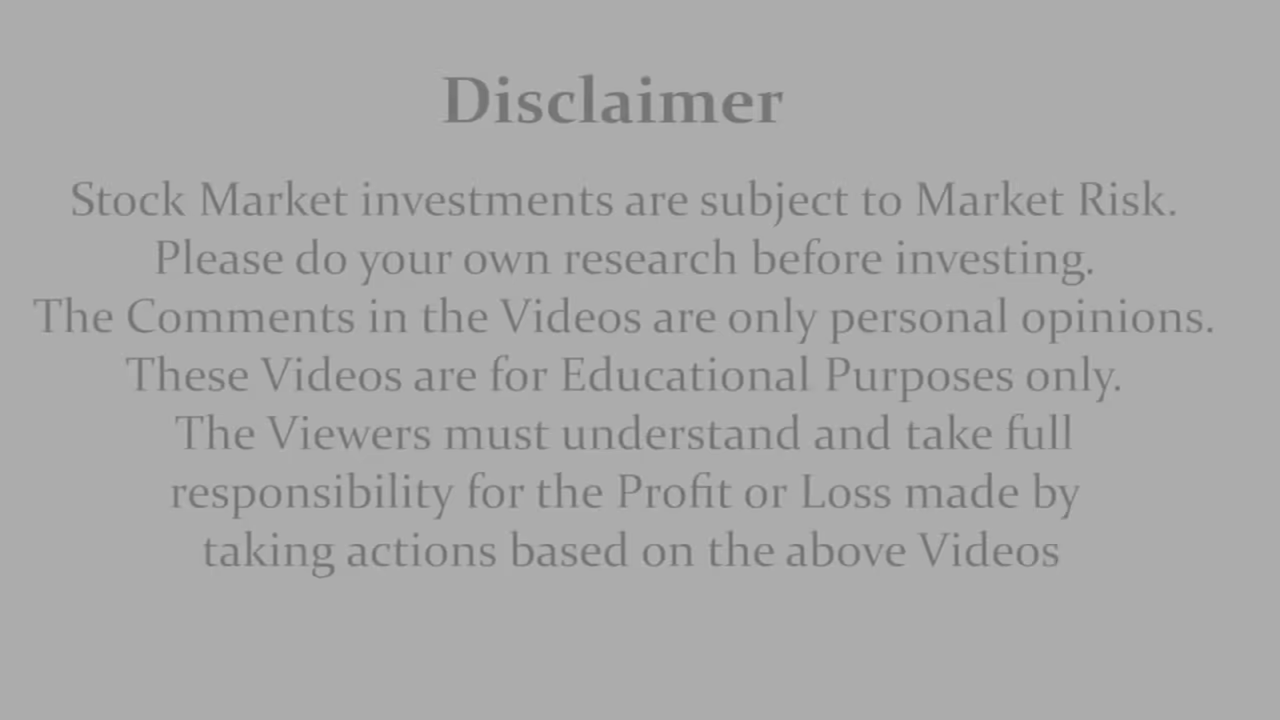 Disclaimer
Stock Market investments are subject to Market Risk.
Please do your own research before investing.
The Comments in the Videos are only personal opinions.
These Videos are for Educational Purposes only.
The Viewers must understand and take full
responsibility for the Profit or Loss made by
taking actions based on the above Videos